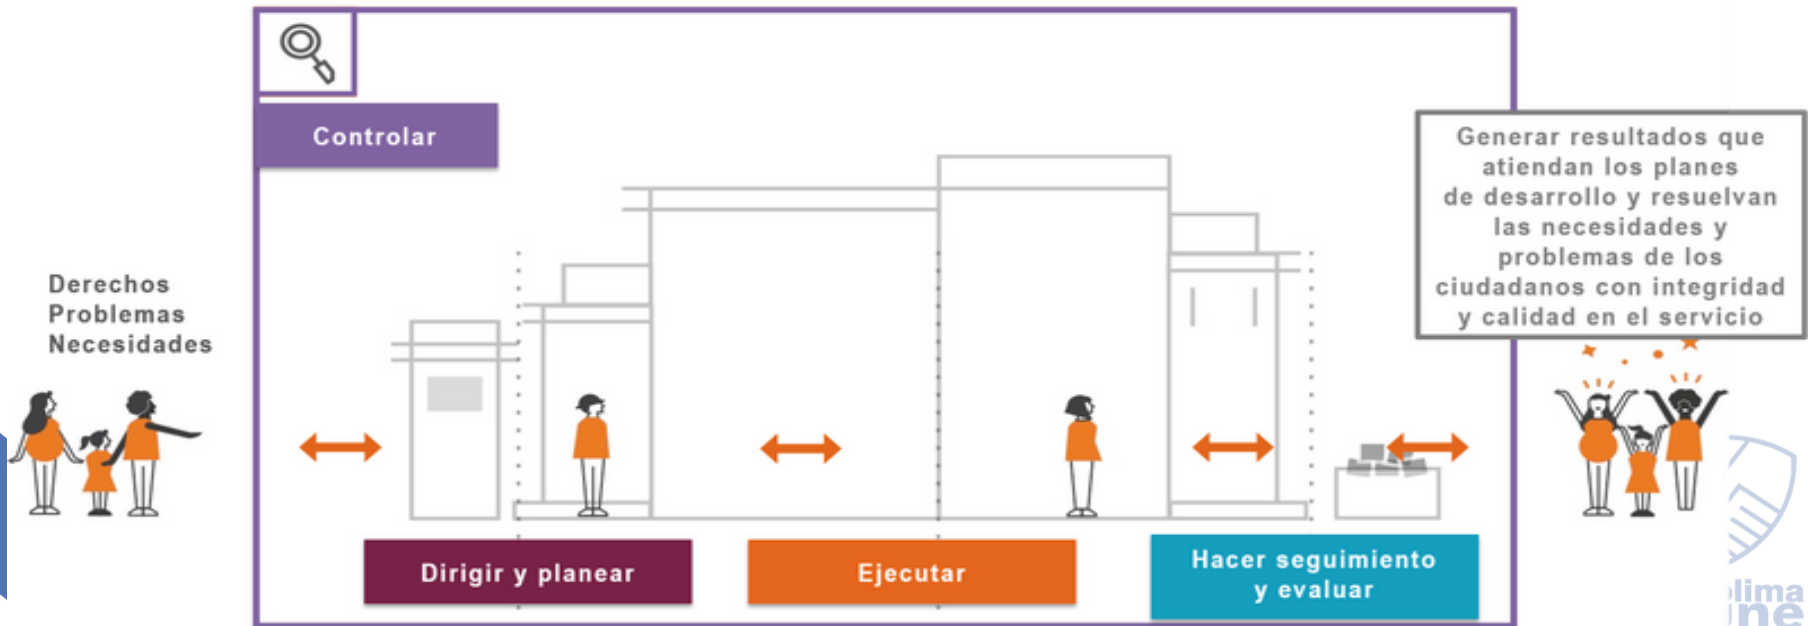 Controlar
Generar resultados que
atiendan los planes
de desarrollo y resuelvan
las necesidades y
problemas de los
ciudadanos con integridad
y calidad en el servicio
Derechos
Problemas
Necesidades
Dirigir y planear
Ejecutar
Hacer seguimiento
y evaluar